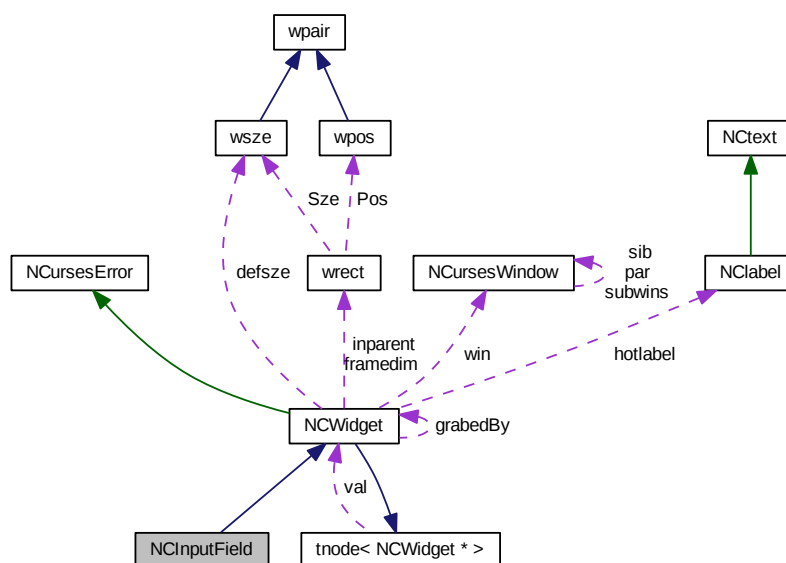 wpair
wsze
wpos
NCtext
Sze
Pos
NCursesError
defsze
wrect
NCursesWindow
sib
par
subwins
NClabel
inparent
framedim
win
hotlabel
NCWidget
grabedBy
val
NCInputField
tnode< NCWidget * >